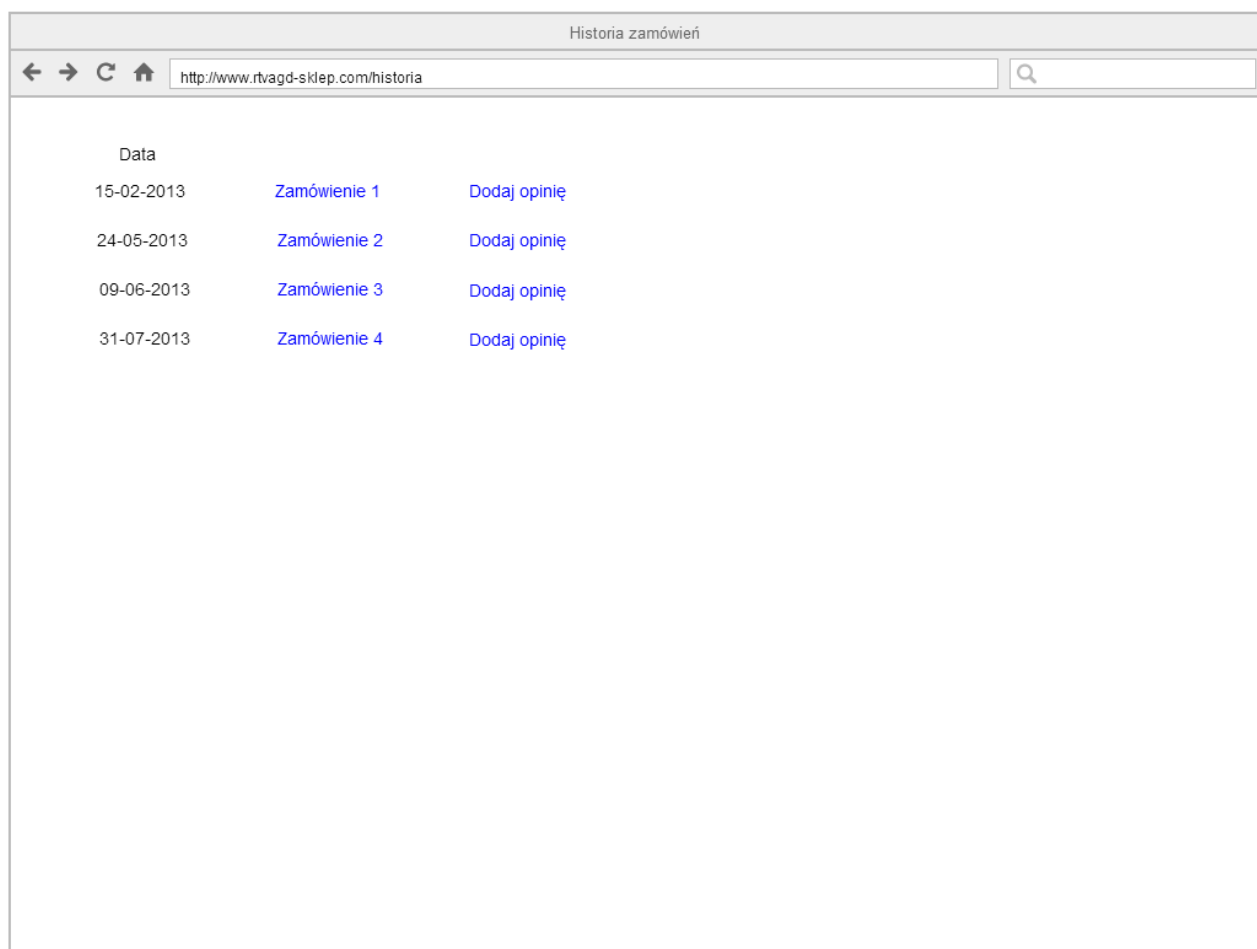 Historia zamówień
http://www.rtvagd-sklep.com/historia
Data
15-02-2013 Zamówienie 1 Dodaj opinię
24-05-2013 Zamówienie 2 Dodaj opinię
09-06-2013 Zamówienie 3 Dodaj opinię
31-07-2013 Zamówienie 4 Dodaj opinię